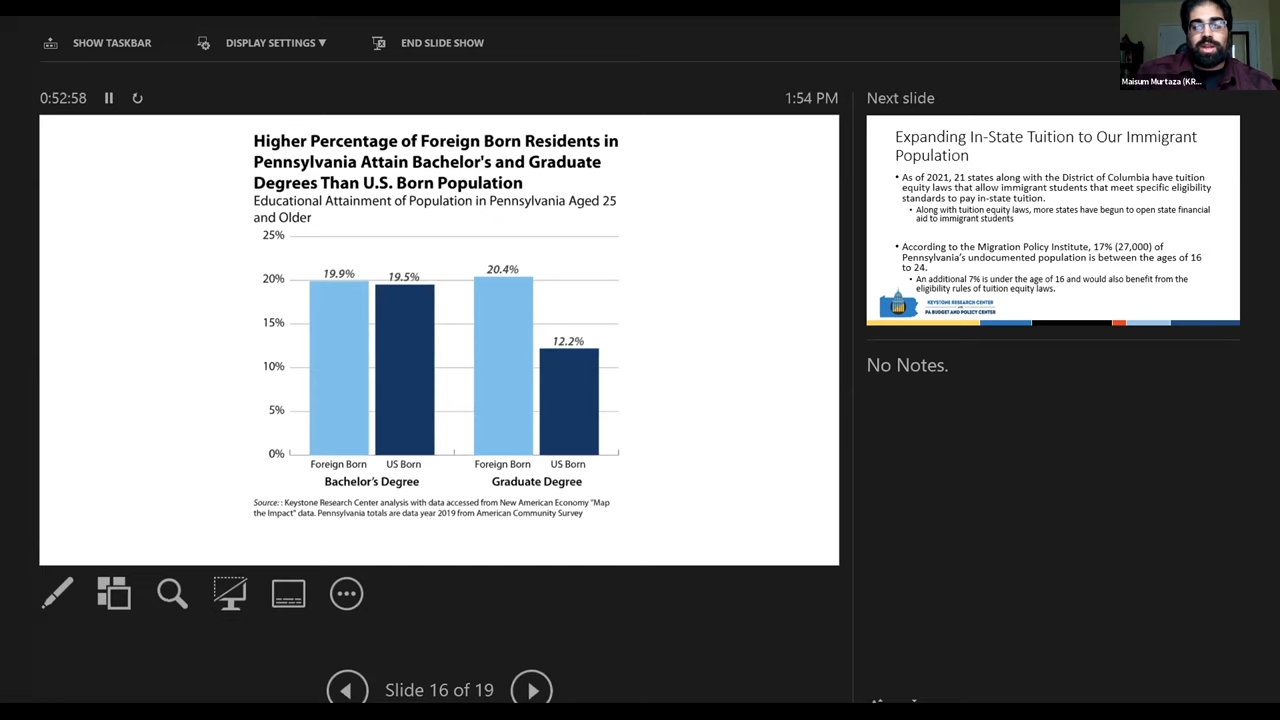 SHOW TASKBAR
DISPLAY SETTINGS ▼
END SLIDE SHOW
Maisum Murtaza (KR...
0:52:58
1:54 PM
Higher Percentage of Foreign Born Residents in
Pennsylvania Attain Bachelor's and Graduate
Degrees Than U.S. Born Population
Educational Attainment of Population in Pennsylvania Aged 25
and Older
25%
20%
15%
10%
5%
0%
19.9%
19.5%
20.4%
12.2%
Foreign Born
US Born
Foreign Born
US Born
Bachelor's Degree
Graduate Degree
Source: : Keystone Research Center analysis with data accessed from New American Economy "Map
the Impact" data. Pennsylvania totals are data year 2019 from American Community Survey
Slide 16 of 19
Next slide
Expanding In-State Tuition to Our Immigrant
Population
• As of 2021, 21 states along with the District of Columbia have tuition
equity laws that allow immigrant students that meet specific eligibility
standards to pay in-state tuition.
• Along with tuition equity laws, more states have begun to open state financial
aid to immigrant students
• According to the Migration Policy Institute, 17% (27,000) of
Pennsylvania's undocumented population is between the ages of 16
to 24.
• An additional 7% is under the age of 16 and would also benefit from the
eligibility rules of tuition equity laws.
KEYSTONE RESEARCH CENTER
PA BUDGET AND POLICY CENTER
No Notes.